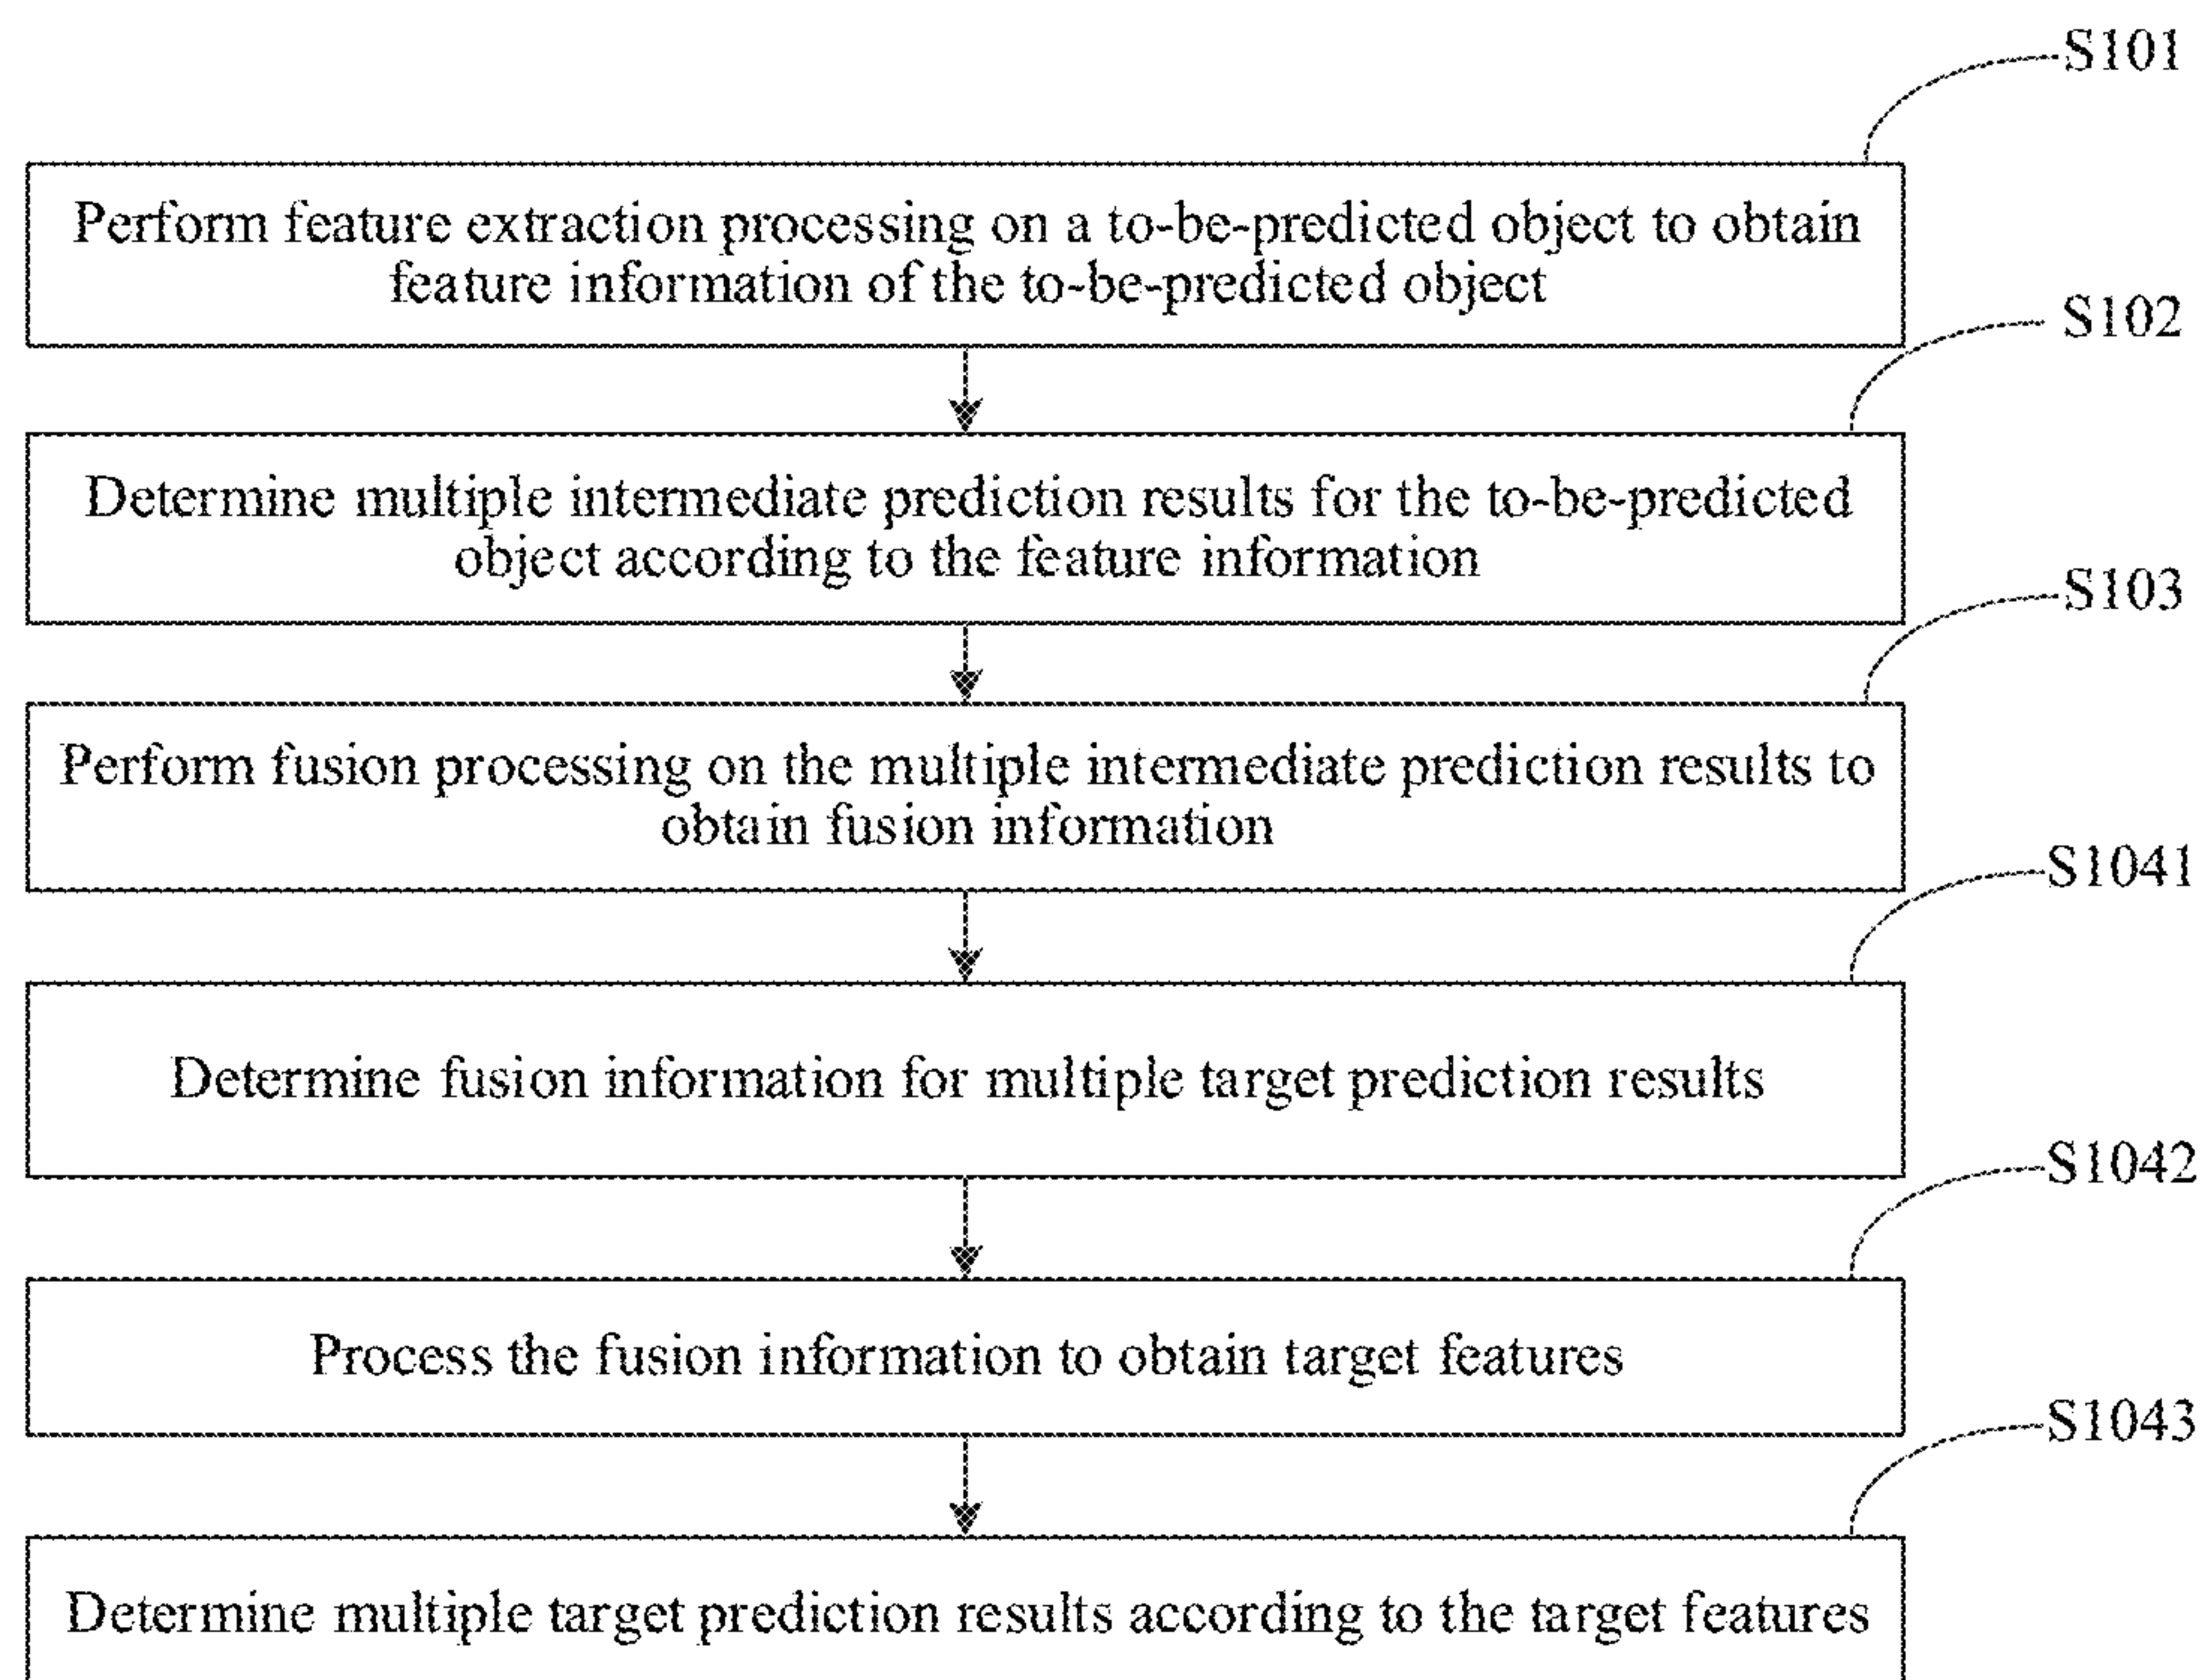 S101
Perform feature extraction processing on a to-be-predicted object to obtain
feature information of the to-be-predicted object
S102
Determine multiple intermediate prediction results for the to-be-predicted
object according to the feature information
S103
Perform fusion processing on the multiple intermediate prediction results to
obtain fusion information
S1041
Determine fusion information for multiple target prediction results
S1042
Process the fusion information to obtain target features
S1043
Determine multiple target prediction results according to the target features